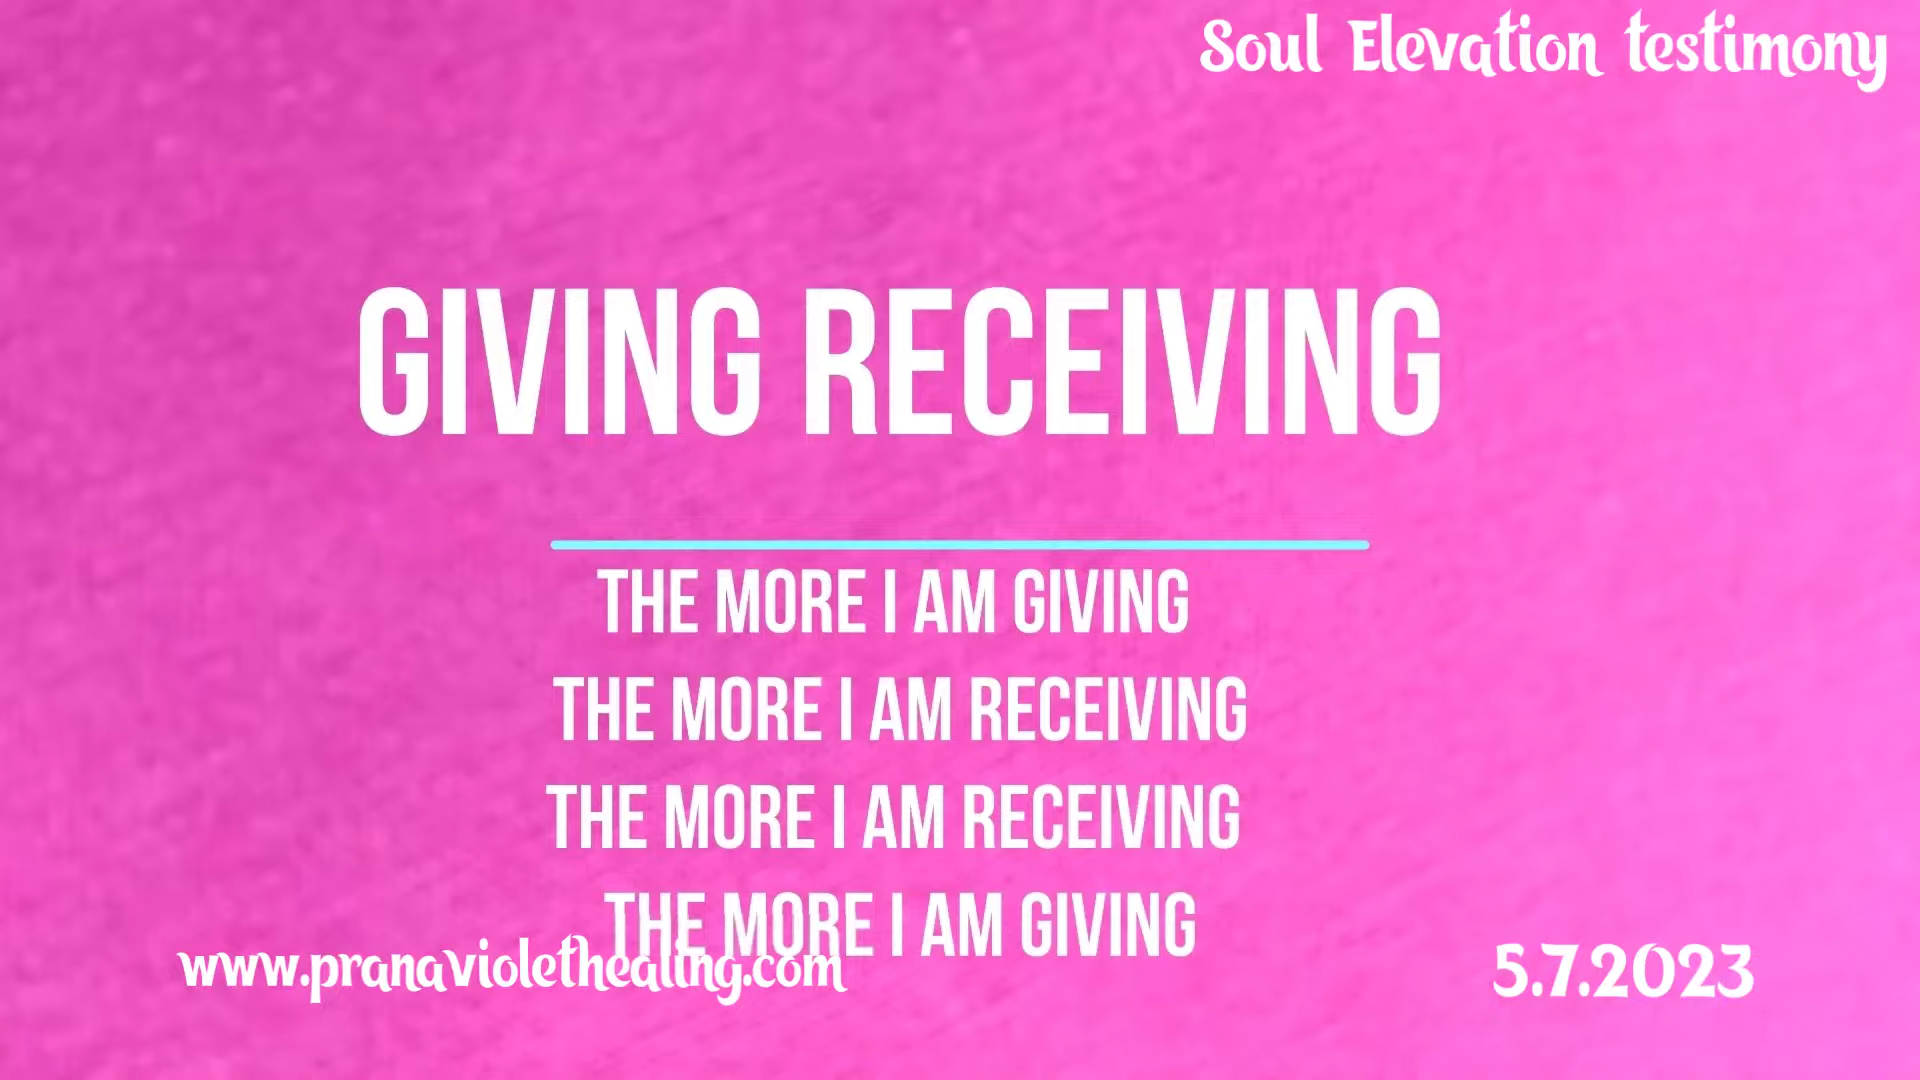 Soul Elevation testimony
GIVING RECEIVING
THE MORE I AM GIVING
THE MORE I AM RECEIVING
THE MORE I AM RECEIVING
THE MORE I AM GIVING
www.pranaviolethealing.com
5.7.2023